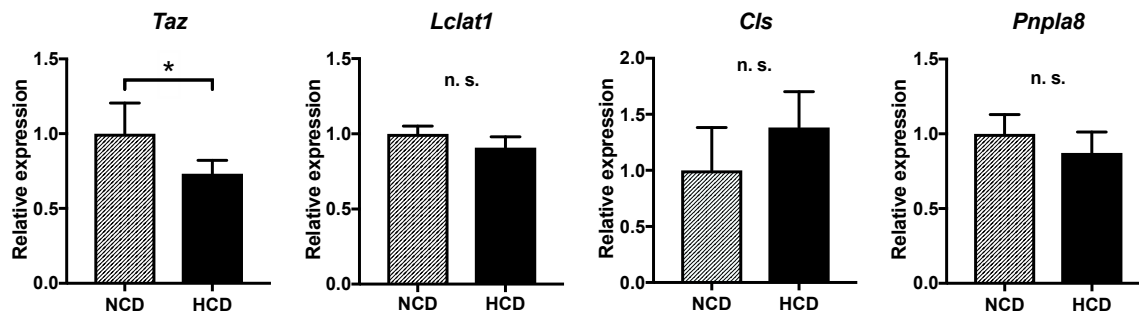 Taz
Relative expression
1.5
1.0
0.5
0.0
*
NCD
HCD
Lclat1
Relative expression
1.5
1.0
0.5
0.0
n. s.
NCD
HCD
Cls
Relative expression
2.0
1.5
1.0
0.5
0.0
n. s.
NCD
HCD
Pnpla8
Relative expression
1.5
1.0
0.5
0.0
n. s.
NCD
HCD